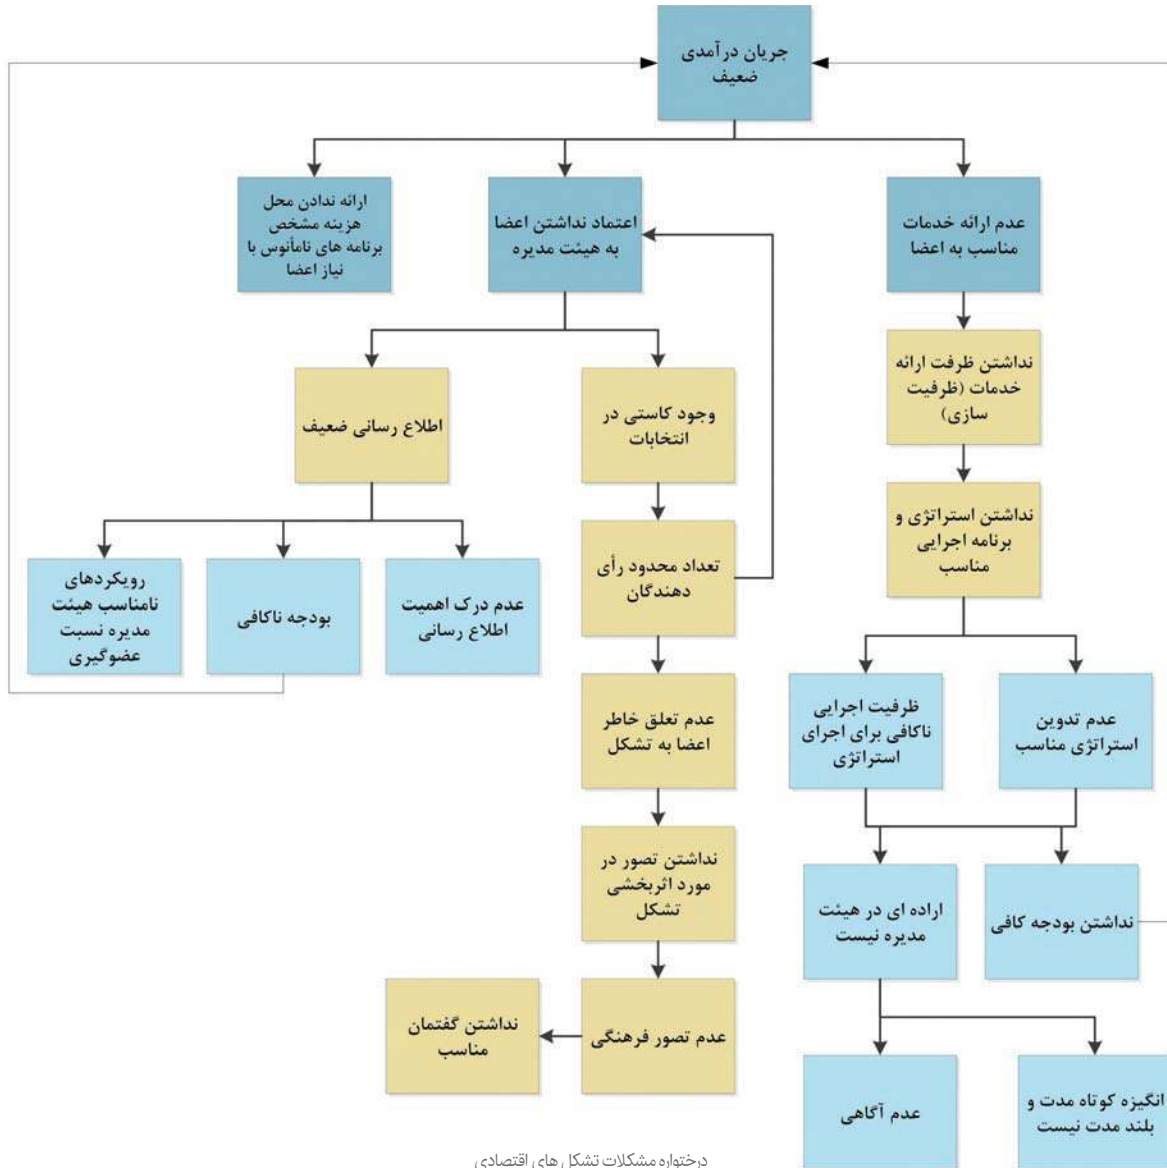 جریان درآمدی
ضعیف
عدم ارائه خدمات
مناسب به اعضا
اعتماد نداشتن اعضا
به هیئت مدیره
ارائه ندادن محل
هزینه مشخص
برنامه های نامأنوس با
نیاز اعضا
نداشتن ظرفت ارائه
خدمات (ظرفیت
سازی)
وجود کاستی در
انتخابات
اطلاع رسانی ضعیف
نداشتن استراتژی و
برنامه اجرایی
مناسب
تعداد محدود رأی
دهندگان
عدم درک اهمیت
اطلاع رسانی
بودجه ناکافی
رویکردهای
نامناسب هیئت
مدیره نسبت
عضوگیری
عدم تدوین
استراتژی مناسب
ظرفیت اجرایی
ناکافی برای اجرای
استراتژی
عدم تعلق خاطر
اعضا به تشکل
نداشتن تصور در
مورد اثربخشی
تشکل
نداشتن بودجه کافی
اراده ای در هیئت
مدیره نیست
عدم تصور فرهنگی
نداشتن گفتمان
مناسب
انگیزه کوتاه مدت و
بلند مدت نیست
عدم آگاهی
درختواره مشکلات تشکل های اقتصادی